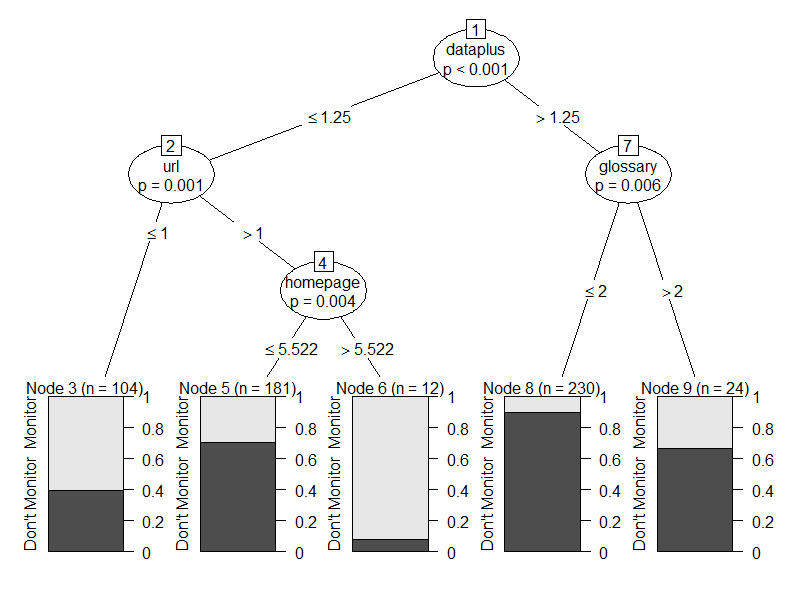 1
dataplus
p < 0.001
≤ 1.25
> 1.25
2
url
p = 0.001
7
glossary
p = 0.006
≤ 1
> 1
4
homepage
p = 0.004
≤ 2
> 2
≤ 5.522
> 5.522
Node 3 (n = 104)
Don't Monitor Monitor
1
0.8
0.6
0.4
0.2
0
Node 5 (n = 181)
Don't Monitor Monitor
1
0.8
0.6
0.4
0.2
0
Node 6 (n = 12)
Don't Monitor Monitor
1
0.8
0.6
0.4
0.2
0
Node 8 (n = 230)
Don't Monitor Monitor
1
0.8
0.6
0.4
0.2
0
Node 9 (n = 24)
Don't Monitor Monitor
1
0.8
0.6
0.4
0.2
0